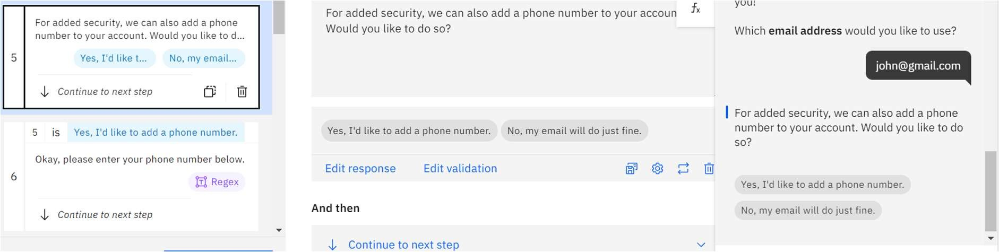 For added security, we can also add a phone
number to your account. Would you like to d...
5
Yes, I'd like t...
No, my email...
Continue to next step
5 is Yes, I'd like to add a phone number.
Okay, please enter your phone number below.
6
Regex
Continue to next step
For added security, we can also add a phone number to your accoun
Would you like to do so?
fx
Yes, I'd like to add a phone number.
No, my email will do just fine.
Edit response
Edit validation
And then
Continue to next step
you!
Which email address would you like to use?
john@gmail.com
For added security, we can also add a phone
number to your account. Would you like to do
so?
Yes, I'd like to add a phone number.
No, my email will do just fine.